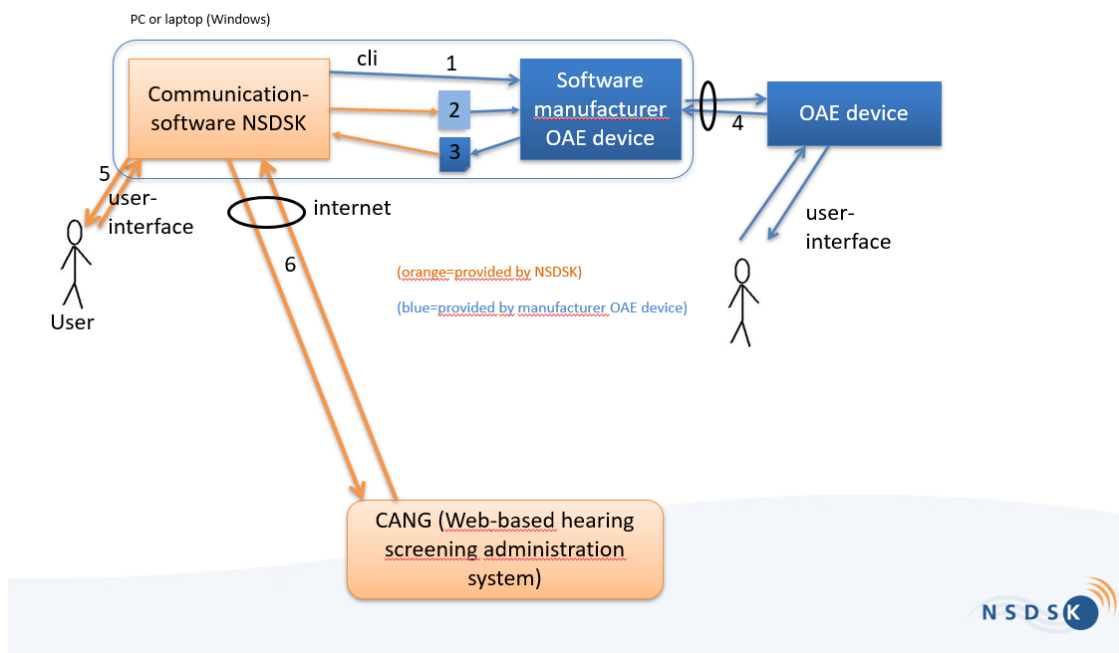 PC or laptop (Windows)
cli
1
Communication-
software NSDSK
2
3
Software
manufacturer
OAE device
4
OAE device
5
user-
interface
User
internet
6
user-
interface
(orange=provided by NSDSK)
(blue=provided by manufacturer OAE device)
CANG (Web-based hearing
screening administration
system)
NSDSK